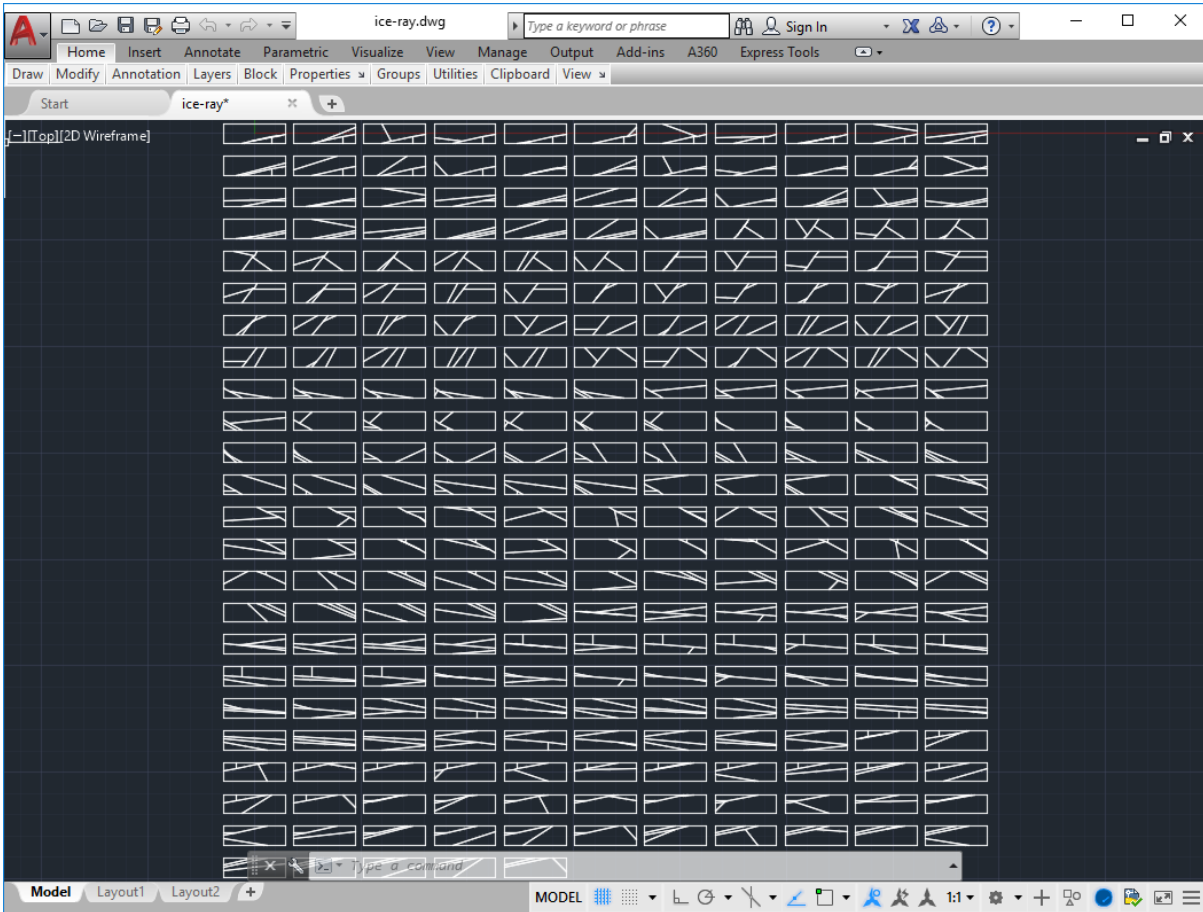 A ice-ray.dwg Type a keyword or phrase Sign In ?
Home Insert Annotate Parametric Visualize View Manage Output Add-ins A360 Express Tools
Draw Modify Annotation Layers Block Properties Groups Utilities Clipboard View
Start ice-ray* +
[−][Top][2D Wireframe]
Type a command
Model Layout1 Layout2 + MODEL 1:1